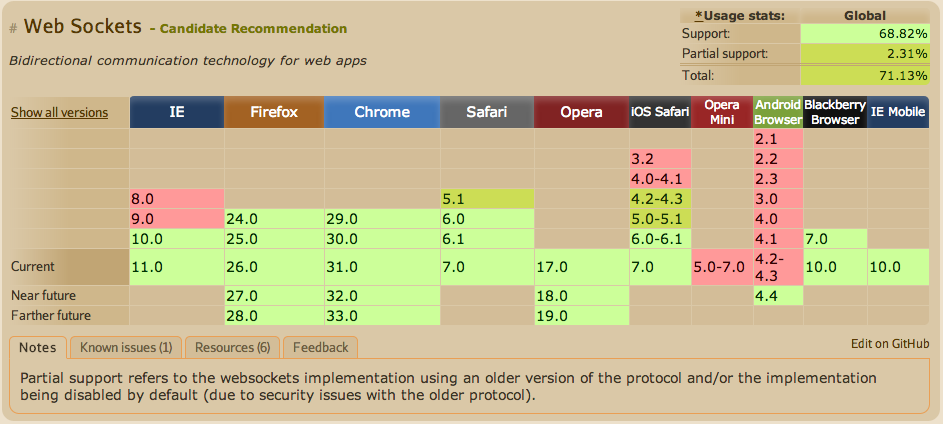 # Web Sockets - Candidate Recommendation
*Usage stats: Global
Support: 68.82%
Partial support: 2.31%
Total: 71.13%
Bidirectional communication technology for web apps
Show all versions IE Firefox Chrome Safari Opera iOS Safari Opera Mini Android Browser Blackberry Browser IE Mobile
2.1
3.2 2.2
4.0-4.1 2.3
8.0 5.1 4.2-4.3 3.0
9.0 24.0 29.0 6.0 5.0-5.1 4.0
10.0 25.0 30.0 6.1 6.0-6.1 4.1 7.0
Current 11.0 26.0 31.0 7.0 17.0 7.0 5.0-7.0 4.2-4.3 10.0 10.0
Near future 27.0 32.0 18.0 4.4
Farther future 28.0 33.0 19.0
Notes Known issues (1) Resources (6) Feedback Edit on GitHub
Partial support refers to the websockets implementation using an older version of the protocol and/or the implementation
being disabled by default (due to security issues with the older protocol).